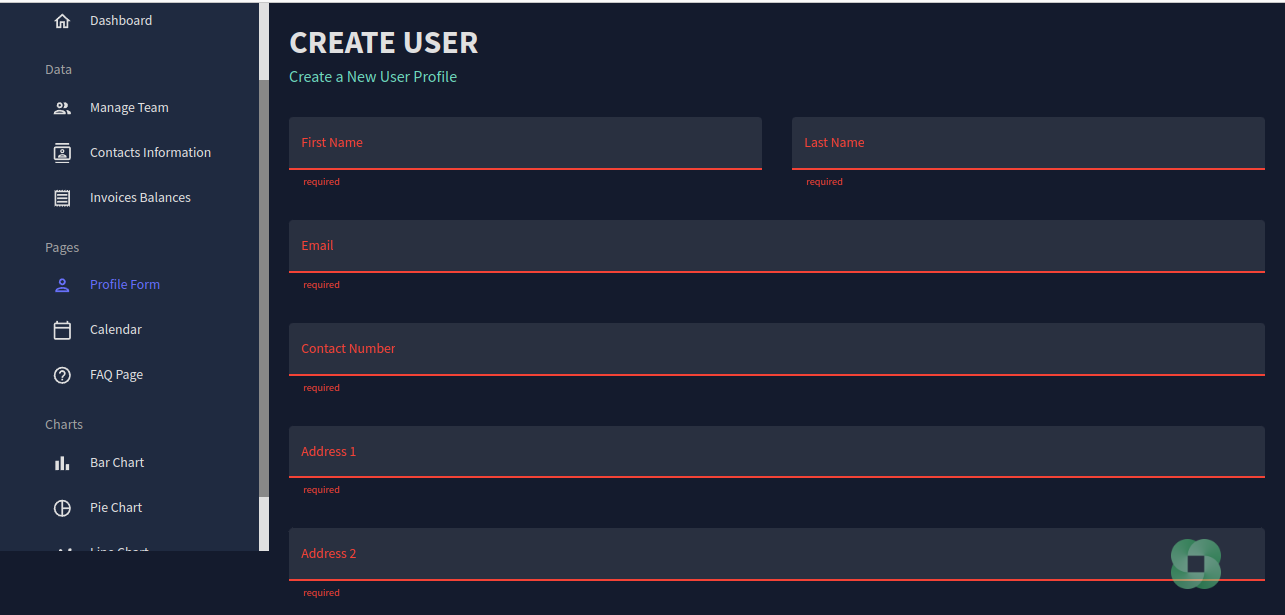 Dashboard
Data
Manage Team
Contacts Information
Invoices Balances
Pages
Profile Form
Calendar
FAQ Page
Charts
Bar Chart
Pie Chart
Line Chart
CREATE USER
Create a New User Profile
First Name
required
Last Name
required
Email
required
Contact Number
required
Address 1
required
Address 2
required